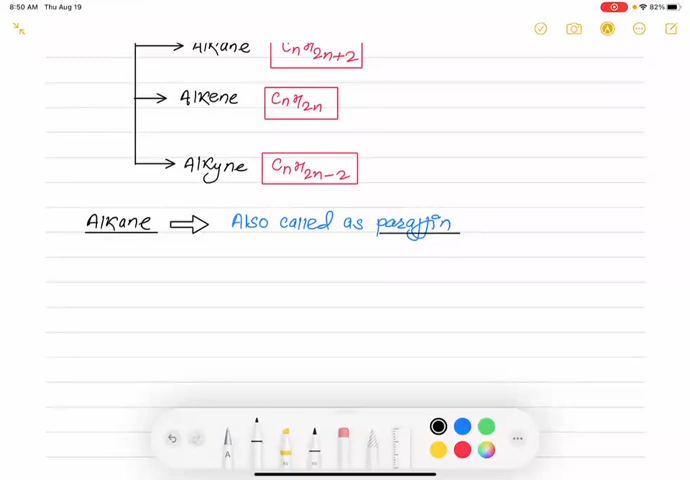 8:50 AM Thu Aug 19
82%
Alkane CnH2n+2
Alkene CnH2n
Alkyne CnH2n-2
Alkane ⇒ Also called as paraffin
A